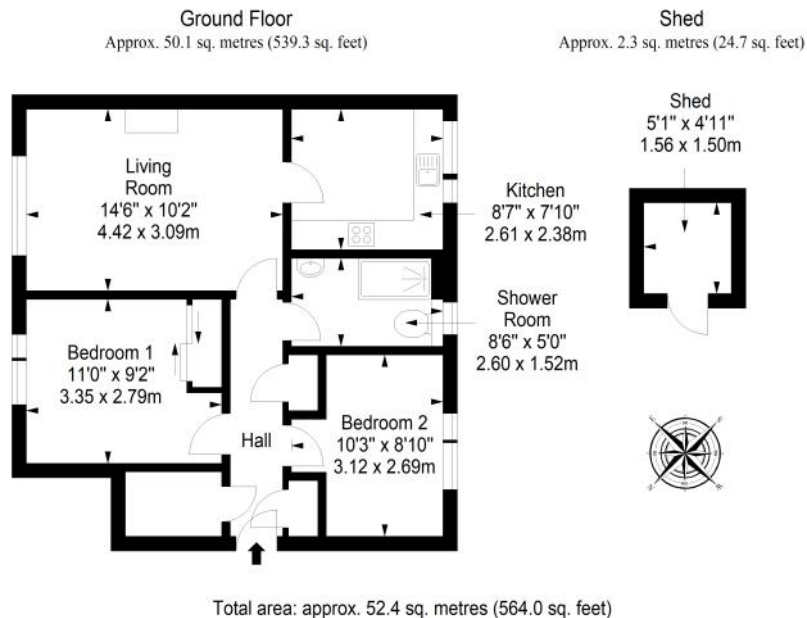 Ground Floor
Approx. 50.1 sq. metres (539.3 sq. feet)
Shed
Approx. 2.3 sq. metres (24.7 sq. feet)
Shed
5'1" x 4'11"
1.56 x 1.50m
Living
Room
14'6" x 10'2"
4.42 x 3.09m
Kitchen
8'7" x 7'10"
2.61 x 2.38m
Shower
Room
8'6" x 5'0"
2.60 x 1.52m
Bedroom 1
11'0" x 9'2"
3.35 x 2.79m
Hall
Bedroom 2
10'3" x 8'10"
3.12 x 2.69m
Total area: approx. 52.4 sq. metres (564.0 sq. feet)